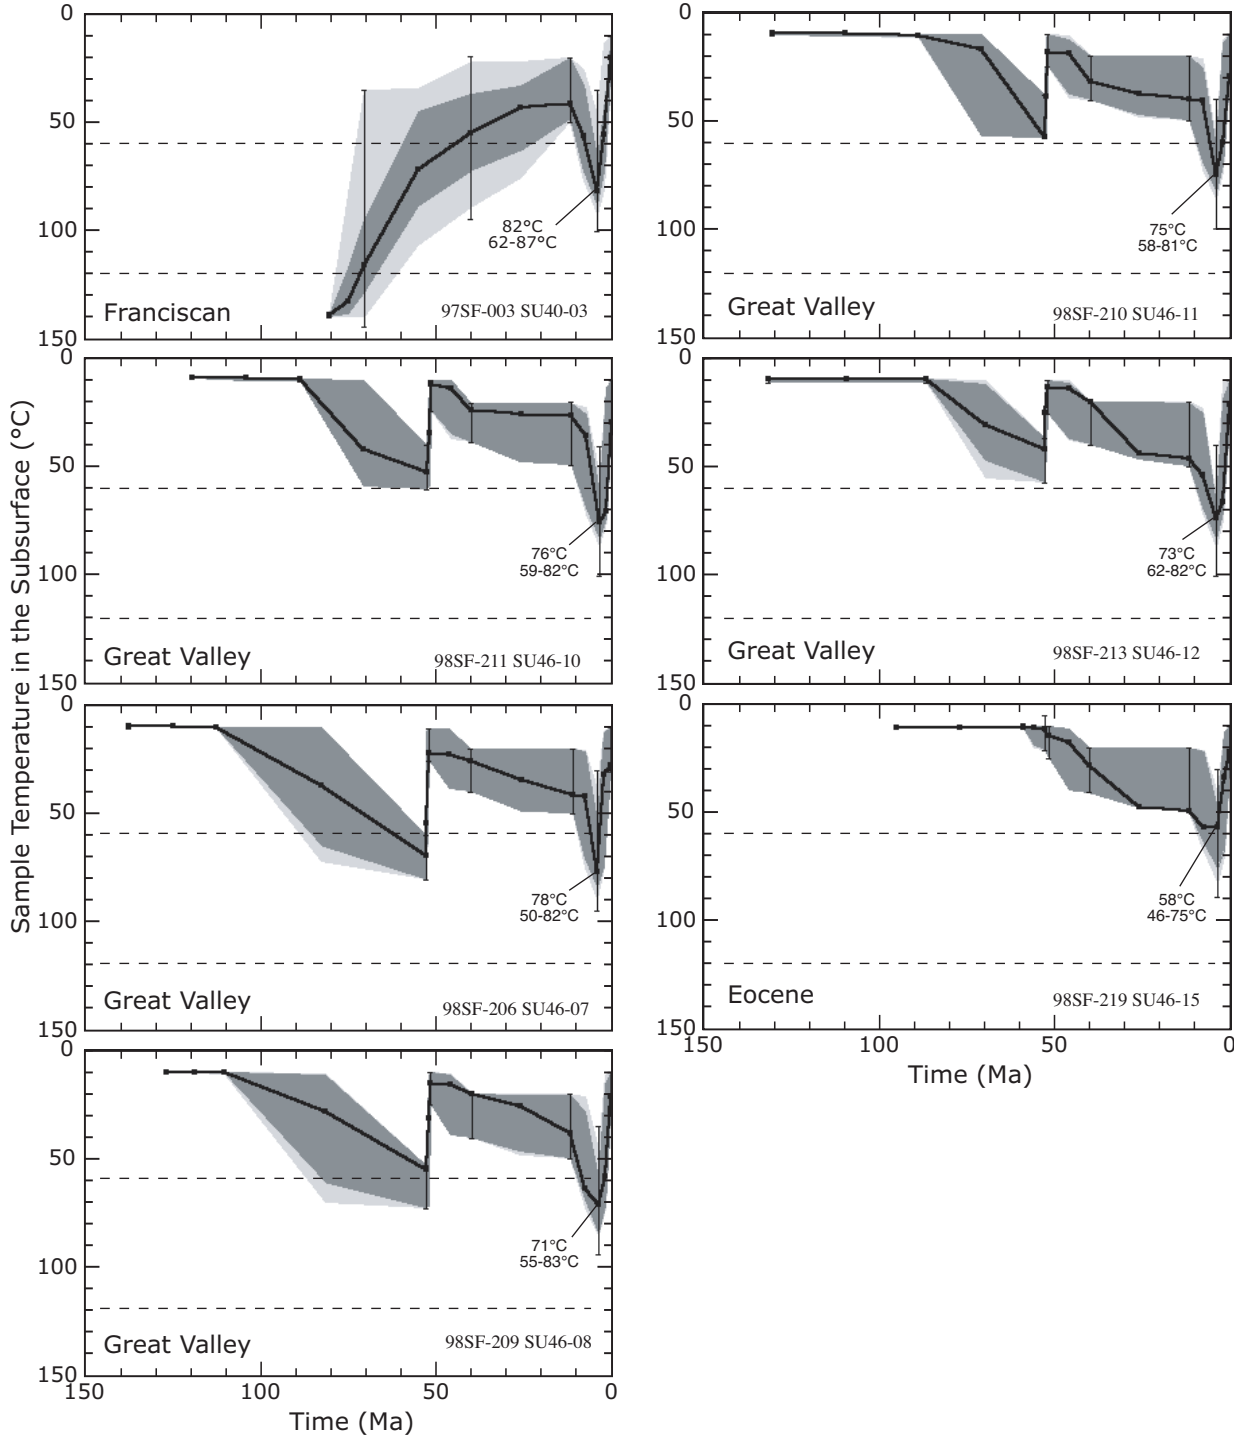 Sample Temperature in the Subsurface (°C)
0
50
100
150
82°C
62-87°C
Franciscan
97SF-003 SU40-03
0
50
100
150
75°C
58-81°C
Great Valley
98SF-210 SU46-11
0
50
100
150
76°C
59-82°C
Great Valley
98SF-211 SU46-10
0
50
100
150
73°C
62-82°C
Great Valley
98SF-213 SU46-12
0
50
100
150
78°C
50-82°C
Great Valley
98SF-206 SU46-07
0
50
100
150
58°C
46-75°C
Eocene
98SF-219 SU46-15
150 100 50 0
Time (Ma)
0
50
100
150
71°C
55-83°C
Great Valley
98SF-209 SU46-08
150 100 50 0
Time (Ma)